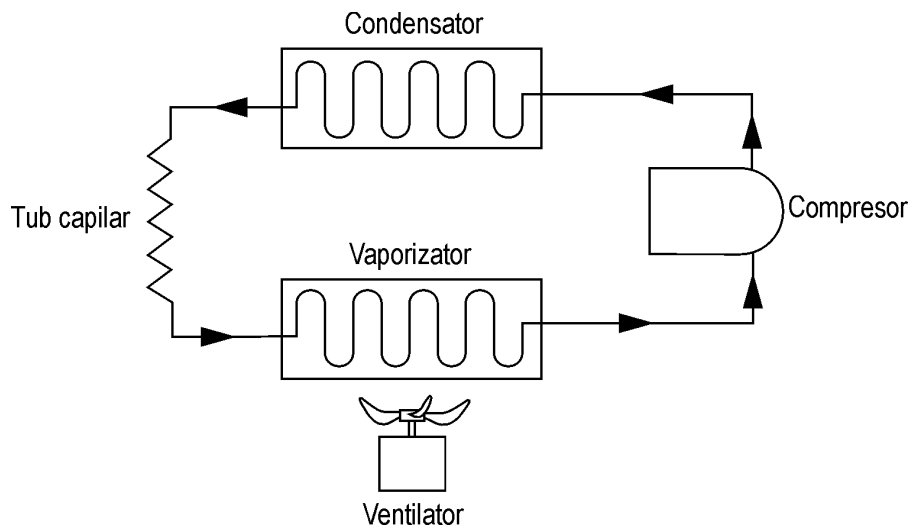 Condensator
Tub capilar
Compresor
Vaporizator
Ventilator